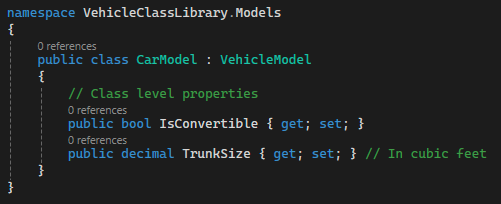 namespace VehicleClassLibrary.Models
{
0 references
public class CarModel : VehicleModel
{
// Class level properties
0 references
public bool IsConvertible { get; set; }
0 references
public decimal TrunkSize { get; set; } // In cubic feet
}
}